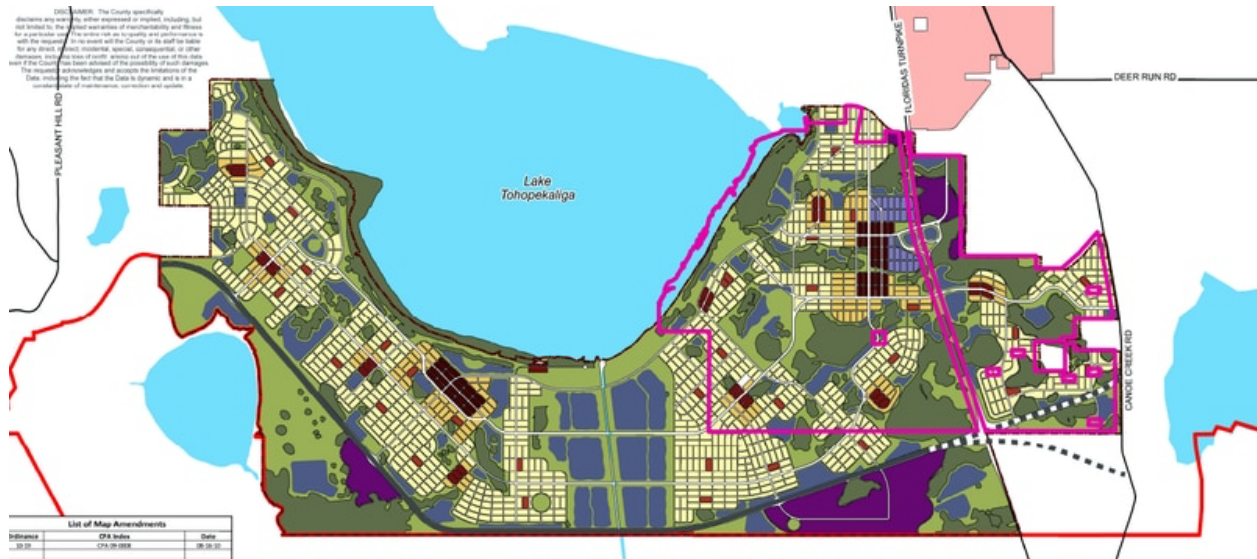 DISCLAIMER: The County specifically
disclaims any warranty, either expressed or implied, including, but
not limited to, the implied warranties of merchantability and fitness
for a particular use. The entire risk as to quality and performance is
with the requestor. In no event will the County or its staff be liable
for any direct, indirect, incidental, special, consequential, or other
damages, including loss of profit, arising out of the use of this data
even if the County has been advised of the possibility of such damages.
The requestor acknowledges and accepts the limitations of the
Data, including the fact that the Data is dynamic and is in a
constant state of maintenance, correction and update.
PLEASANT HILL RD
FLORIDAS TURNPIKE
DEER RUN RD
Lake
Tohopekaliga
CANOE CREEK RD
List of Map Amendments
Ordinance CPA Index Date
10-10 CPA 09-0008